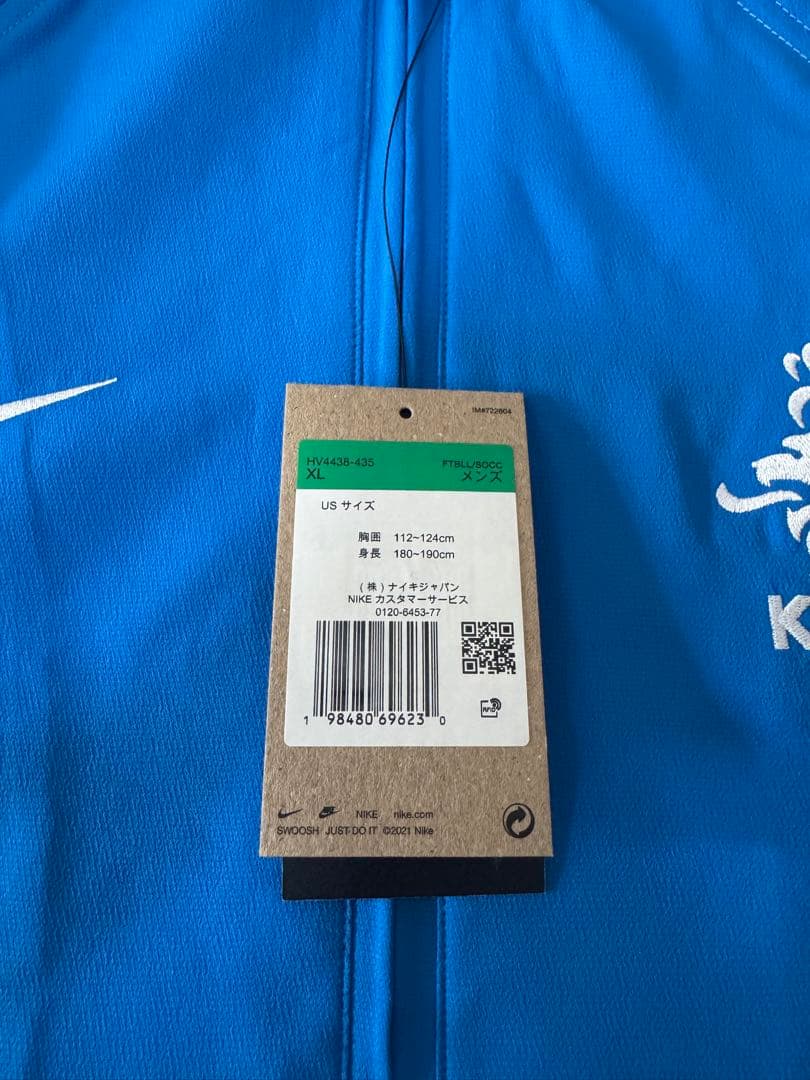 IM#722604
HV4438-435
FTBLL/SOCC
XL
メンズ
US サイズ
胸囲 112~124cm
身長 180~190cm
(株)ナイキジャパン
NIKE カスタマーサービス
0120-6453-77
1 98480 69623 0
RFID
NIKE nike.com
SWOOSH JUST DO IT ©2021 Nike
K